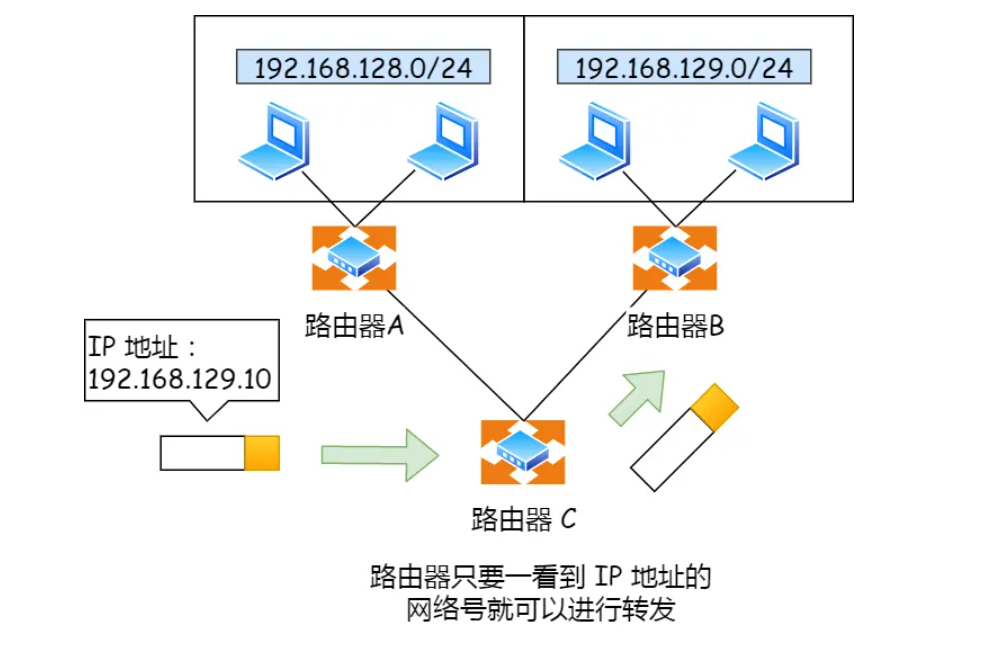 192.168.128.0/24
192.168.129.0/24
路由器A
路由器B
IP 地址：
192.168.129.10
路由器 C
路由器只要一看到 IP 地址的
网络号就可以进行转发